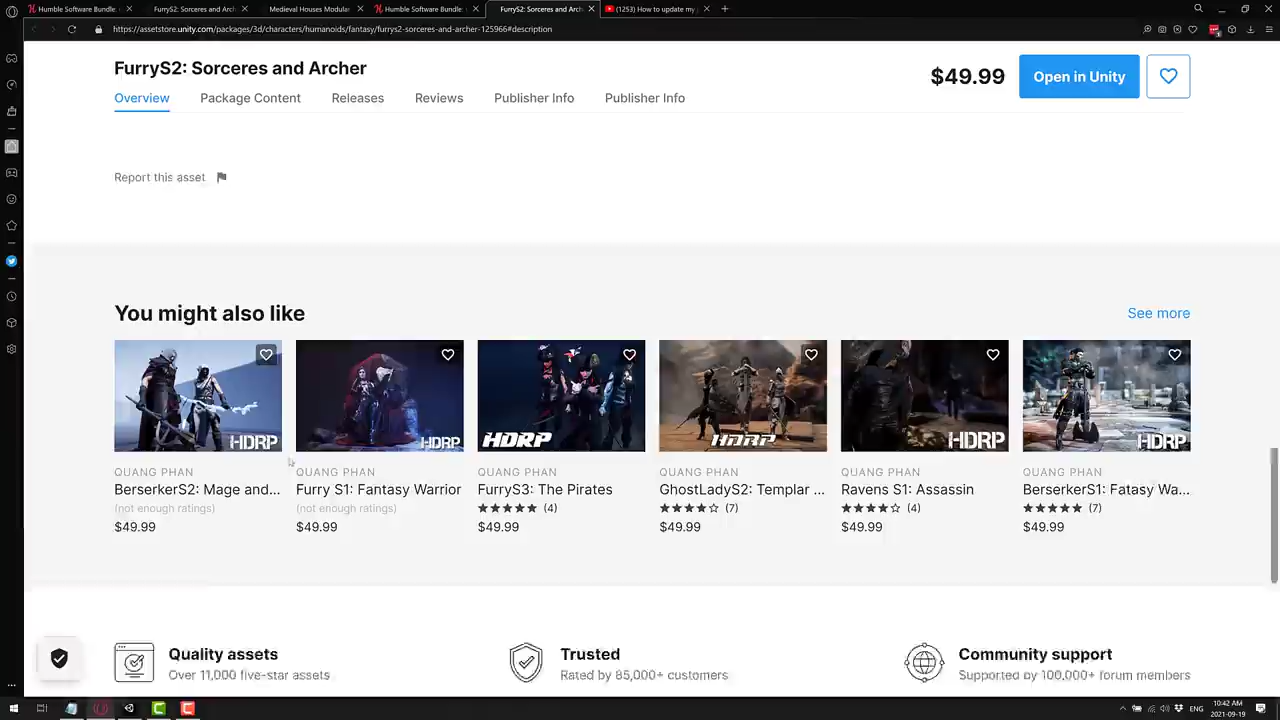 Humble Software Bundle:
FurryS2: Sorceres and Arc
Medieval Houses Modular
Humble Software Bundle:
FurryS2: Sorceres and Arch
(1253) How to update my
https://assetstore.unity.com/packages/3d/characters/humanoids/fantasy/furrys2-sorceres-and-archer-125966#description
FurryS2: Sorceres and Archer
$49.99
Open in Unity
Overview
Package Content
Releases
Reviews
Publisher Info
Publisher Info
Report this asset
You might also like
See more
HDRP
HDRP
HDRP
HDRP
HDRP
HDRP
QUANG PHAN
QUANG PHAN
QUANG PHAN
QUANG PHAN
QUANG PHAN
QUANG PHAN
BerserkerS2: Mage and...
Furry S1: Fantasy Warrior
FurryS3: The Pirates
GhostLadyS2: Templar ...
Ravens S1: Assassin
BerserkerS1: Fatasy Wa...
(not enough ratings)
(not enough ratings)
(4)
(7)
(4)
(7)
$49.99
$49.99
$49.99
$49.99
$49.99
$49.99
Quality assets
Over 11,000 five-star assets
Trusted
Rated by 85,000+ customers
Community support
Supported by 100,000+ forum members
ENG
10:42 AM
2021-09-19